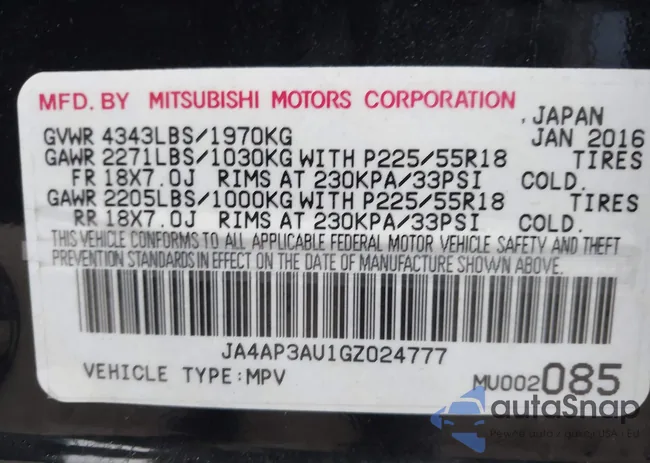 MFD. BY MITSUBISHI MOTORS CORPORATION
, JAPAN
GVWR 4343LBS/1970KG JAN 2016
GAWR 2271LBS/1030KG WITH P225/55R18 TIRES
FR 18X7.0J RIMS AT 230KPA/33PSI COLD.
GAWR 2205LBS/1000KG WITH P225/55R18 TIRES
RR 18X7.0J RIMS AT 230KPA/33PSI COLD.
THIS VEHICLE CONFORMS TO ALL APPLICABLE FEDERAL MOTOR VEHICLE SAFETY AND THEFT
PREVENTION STANDARDS IN EFFECT ON THE DATE OF MANUFACTURE SHOWN ABOVE.
JA4AP3AU1GZ024777
VEHICLE TYPE:MPV MU002085
autoSnap